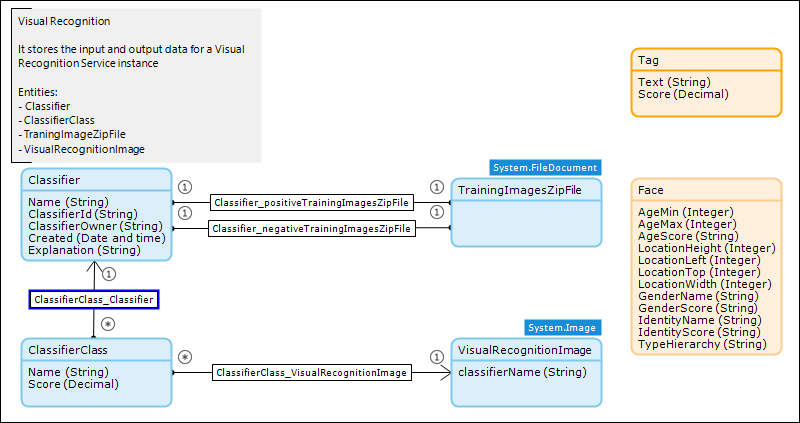 Visual Recognition
It stores the input and output data for a Visual
Recognition Service instance
Entities:
- Classifier
- ClassifierClass
- TraningImageZipFile
- VisualRecognitionImage
Tag
Text (String)
Score (Decimal)
System.FileDocument
Classifier
Name (String)
ClassifierId (String)
ClassifierOwner (String)
Created (Date and time)
Explanation (String)
1
Classifier_positiveTrainingImagesZipFile
1
1
Classifier_negativeTrainingImagesZipFile
1
TrainingImagesZipFile
Face
AgeMin (Integer)
AgeMax (Integer)
AgeScore (String)
LocationHeight (Integer)
LocationLeft (Integer)
LocationTop (Integer)
LocationWidth (Integer)
GenderName (String)
GenderScore (String)
IdentityName (String)
IdentityScore (String)
TypeHierarchy (String)
1
ClassifierClass_Classifier
*
System.Image
ClassifierClass
Name (String)
Score (Decimal)
*
ClassifierClass_VisualRecognitionImage
1
VisualRecognitionImage
classifierName (String)